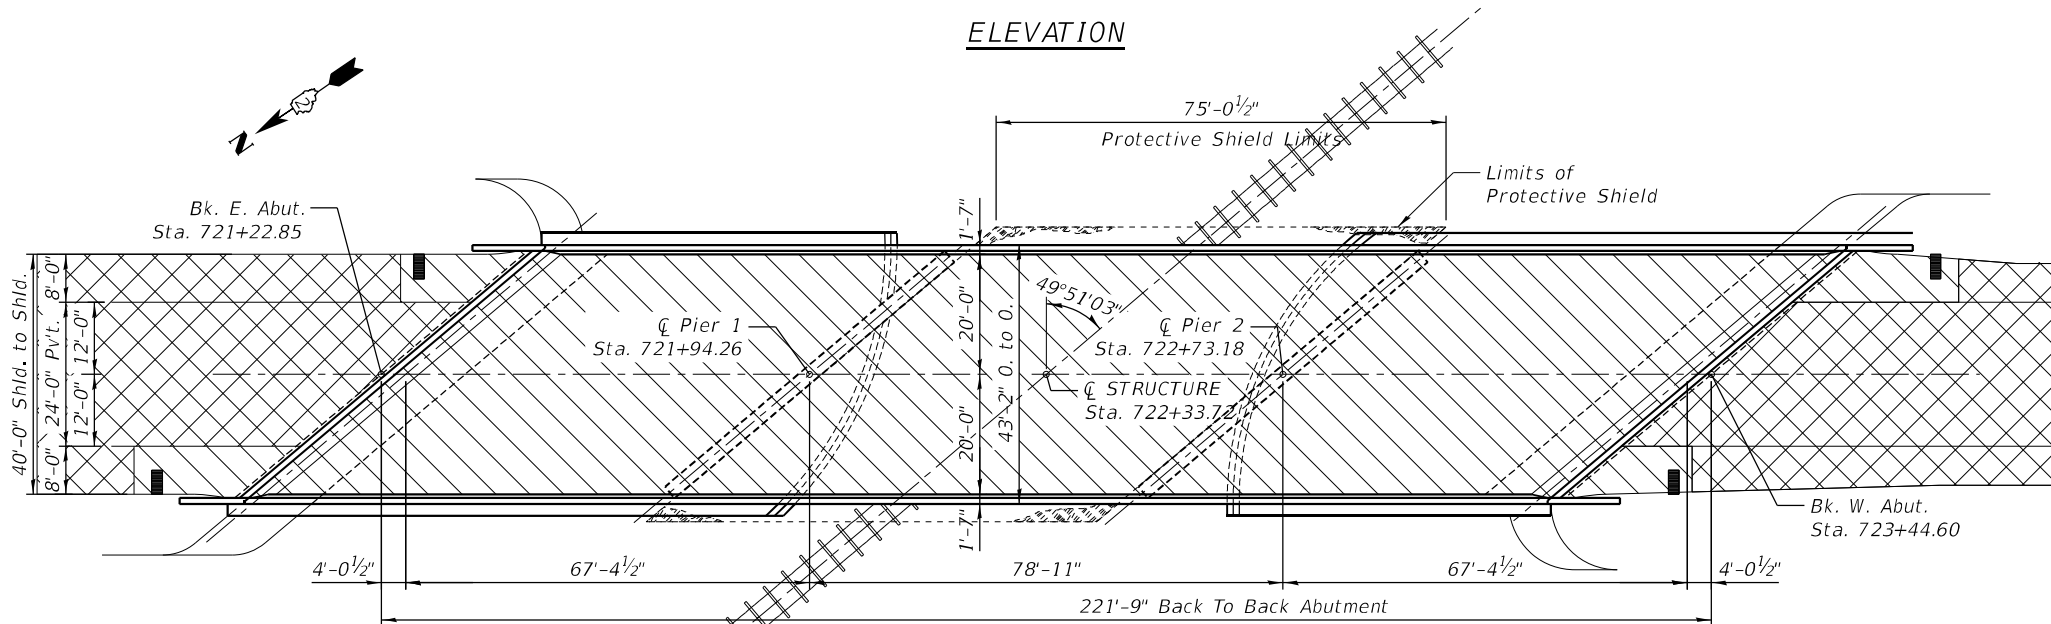 ELEVATION
N
2
75'-0½"
Protective Shield Limits
Limits of
Protective Shield
Bk. E. Abut.
Sta. 721+22.85
1'-7"
40'-0" Shld. to Shld.
8'-0"
24'-0" Pv't.
8'-0"
12'-0"
12'-0"
℄ Pier 1
Sta. 721+94.26
20'-0"
20'-0"
43'-2" O. to O.
49°51'03"
℄ Pier 2
Sta. 722+73.18
℄ STRUCTURE
Sta. 722+33.72
Bk. W. Abut.
Sta. 723+44.60
1'-7"
4'-0½"
67'-4½"
78'-11"
67'-4½"
4'-0½"
221'-9" Back To Back Abutment